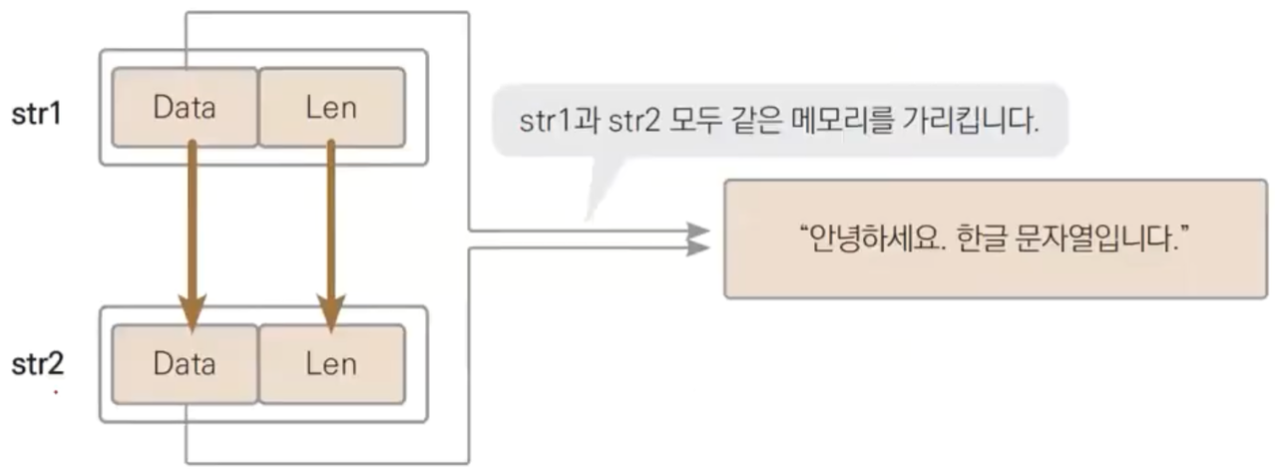 str1
Data
Len
str1과 str2 모두 같은 메모리를 가리킵니다.
“안녕하세요. 한글 문자열입니다.”
str2
Data
Len